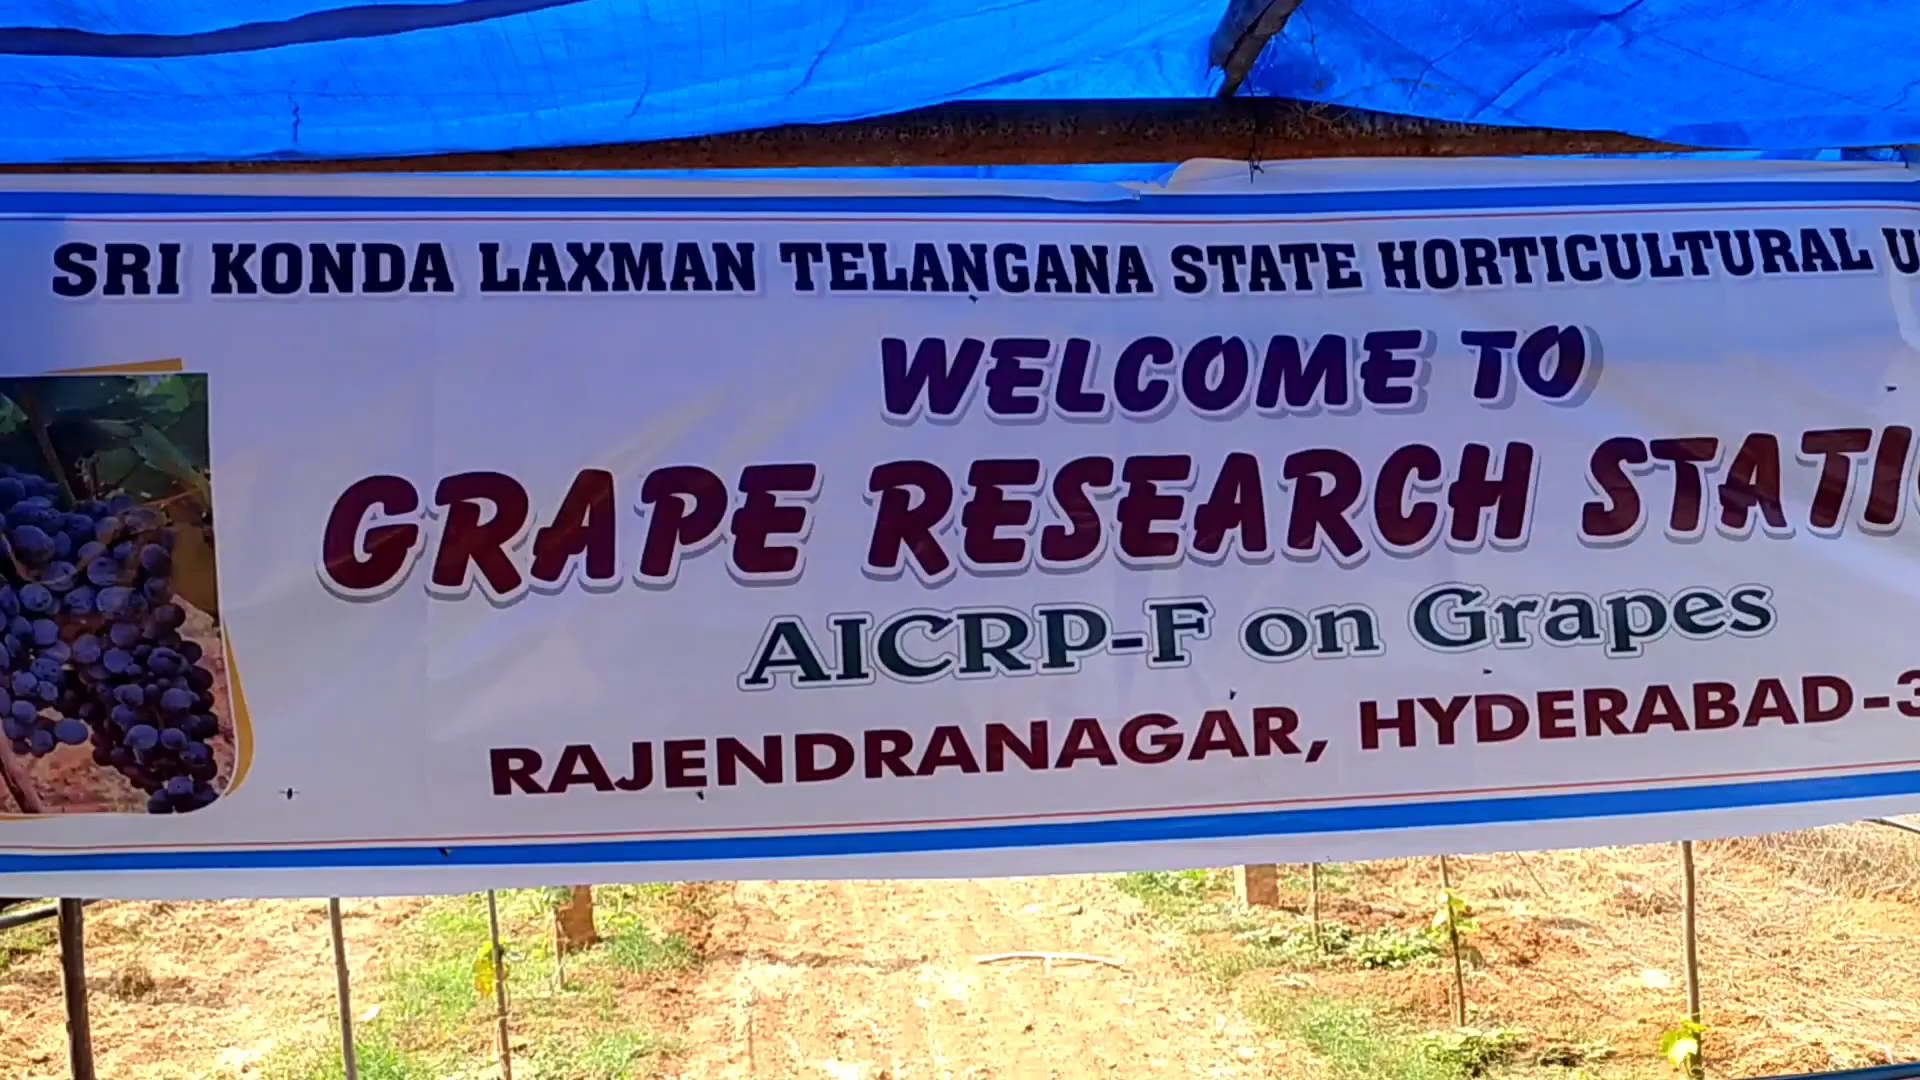 SRI KONDA LAXMAN TELANGANA STATE HORTICULTURAL U
WELCOME TO
GRAPE RESEARCH STATI
AICRP-F on Grapes
RAJENDRANAGAR, HYDERABAD-3